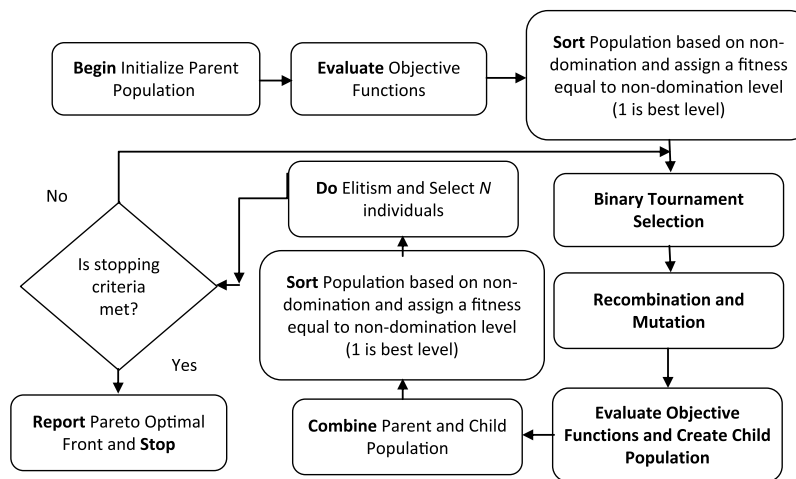 Begin Initialize Parent
Population
Evaluate Objective
Functions
Sort Population based on non-
domination and assign a fitness
equal to non-domination level
(1 is best level)
Binary Tournament
Selection
Recombination and
Mutation
Evaluate Objective
Functions and Create Child
Population
Combine Parent and Child
Population
Sort Population based on non-
domination and assign a fitness
equal to non-domination level
(1 is best level)
Do Elitism and Select N
individuals
Is stopping
criteria
met?
No
Yes
Report Pareto Optimal
Front and Stop